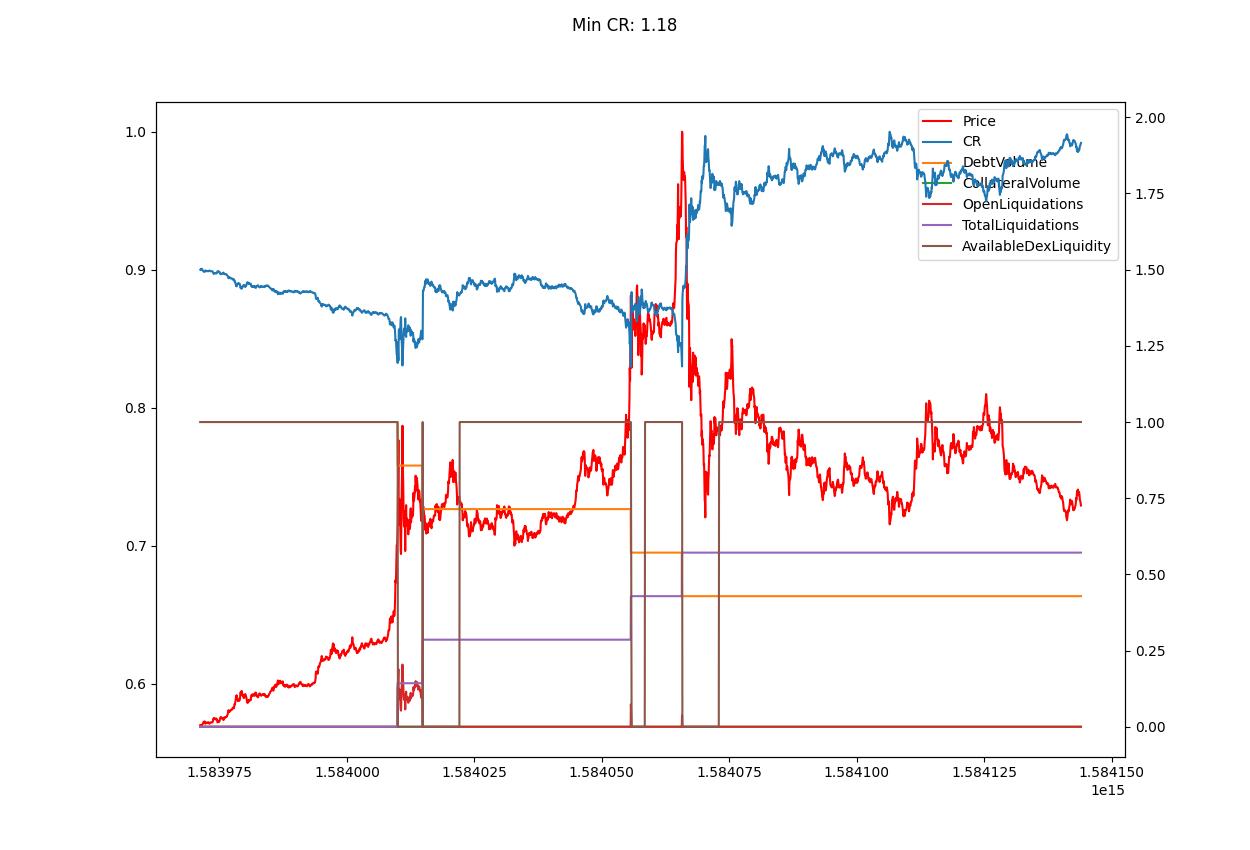 Min CR: 1.18
1.0
0.9
0.8
0.7
0.6
2.00
1.75
1.50
1.25
1.00
0.75
0.50
0.25
0.00
Price
CR
DebtVolume
CollateralVolume
OpenLiquidations
TotalLiquidations
AvailableDexLiquidity
1.583975 1.584000 1.584025 1.584050 1.584075 1.584100 1.584125 1.584150
1e15